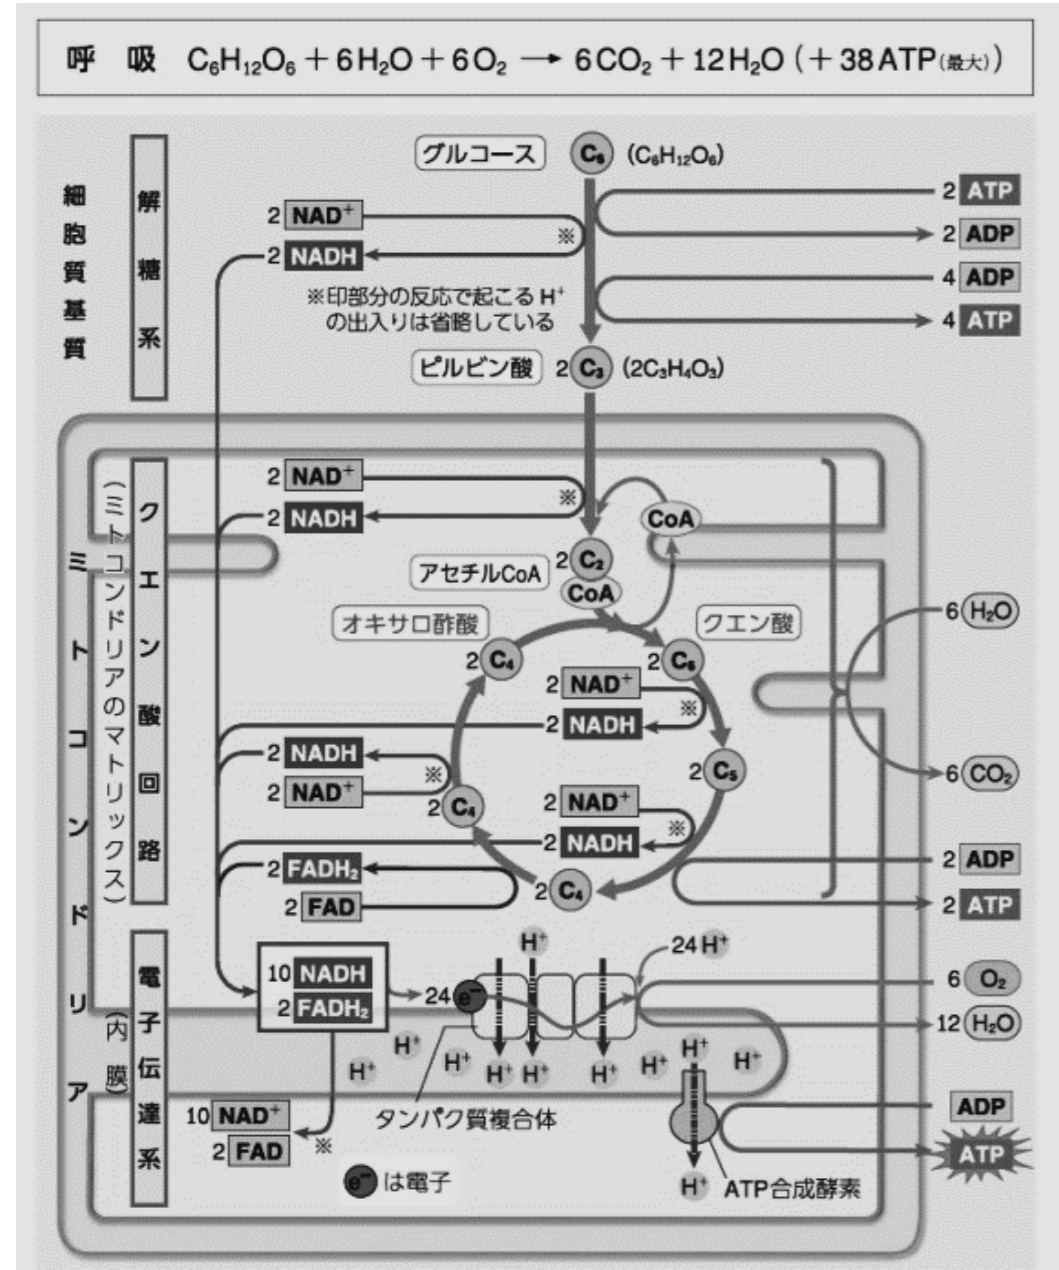 呼 吸 C₆H₁₂O₆ + 6H₂O + 6O₂ → 6CO₂ + 12H₂O (+ 38ATP(最大))
細胞質基質
解糖系
グルコース C₆ (C₆H₁₂O₆)
2 NAD⁺
※
2 NADH
2 ATP
2 ADP
4 ADP
4 ATP
※印部分の反応で起こる H⁺
の出入りは省略している
ピルビン酸 2 C₃ (2C₃H₄O₃)
ミトコンドリア
(ミトコンドリアのマトリックス)
クエン酸回路
2 NAD⁺
※
2 NADH
CoA
2 C₂
アセチルCoA
CoA
オキサロ酢酸
クエン酸
2 C₄
2 C₆
6 H₂O
2 NAD⁺
※
2 NADH
2 NADH
※
2 NAD⁺
2 C₄
2 C₅
6 CO₂
2 NAD⁺
※
2 NADH
2 FADH₂
2 FAD
2 C₄
2 ADP
2 ATP
電子伝達系
(内膜)
10 NADH
2 FADH₂
24 e⁻
H⁺
24 H⁺
6 O₂
12 H₂O
H⁺
H⁺
H⁺
H⁺ H⁺
H⁺
H⁺
H⁺
H⁺
タンパク質複合体
10 NAD⁺
2 FAD
※
e⁻ は電子
H⁺
ATP合成酵素
ADP
ATP